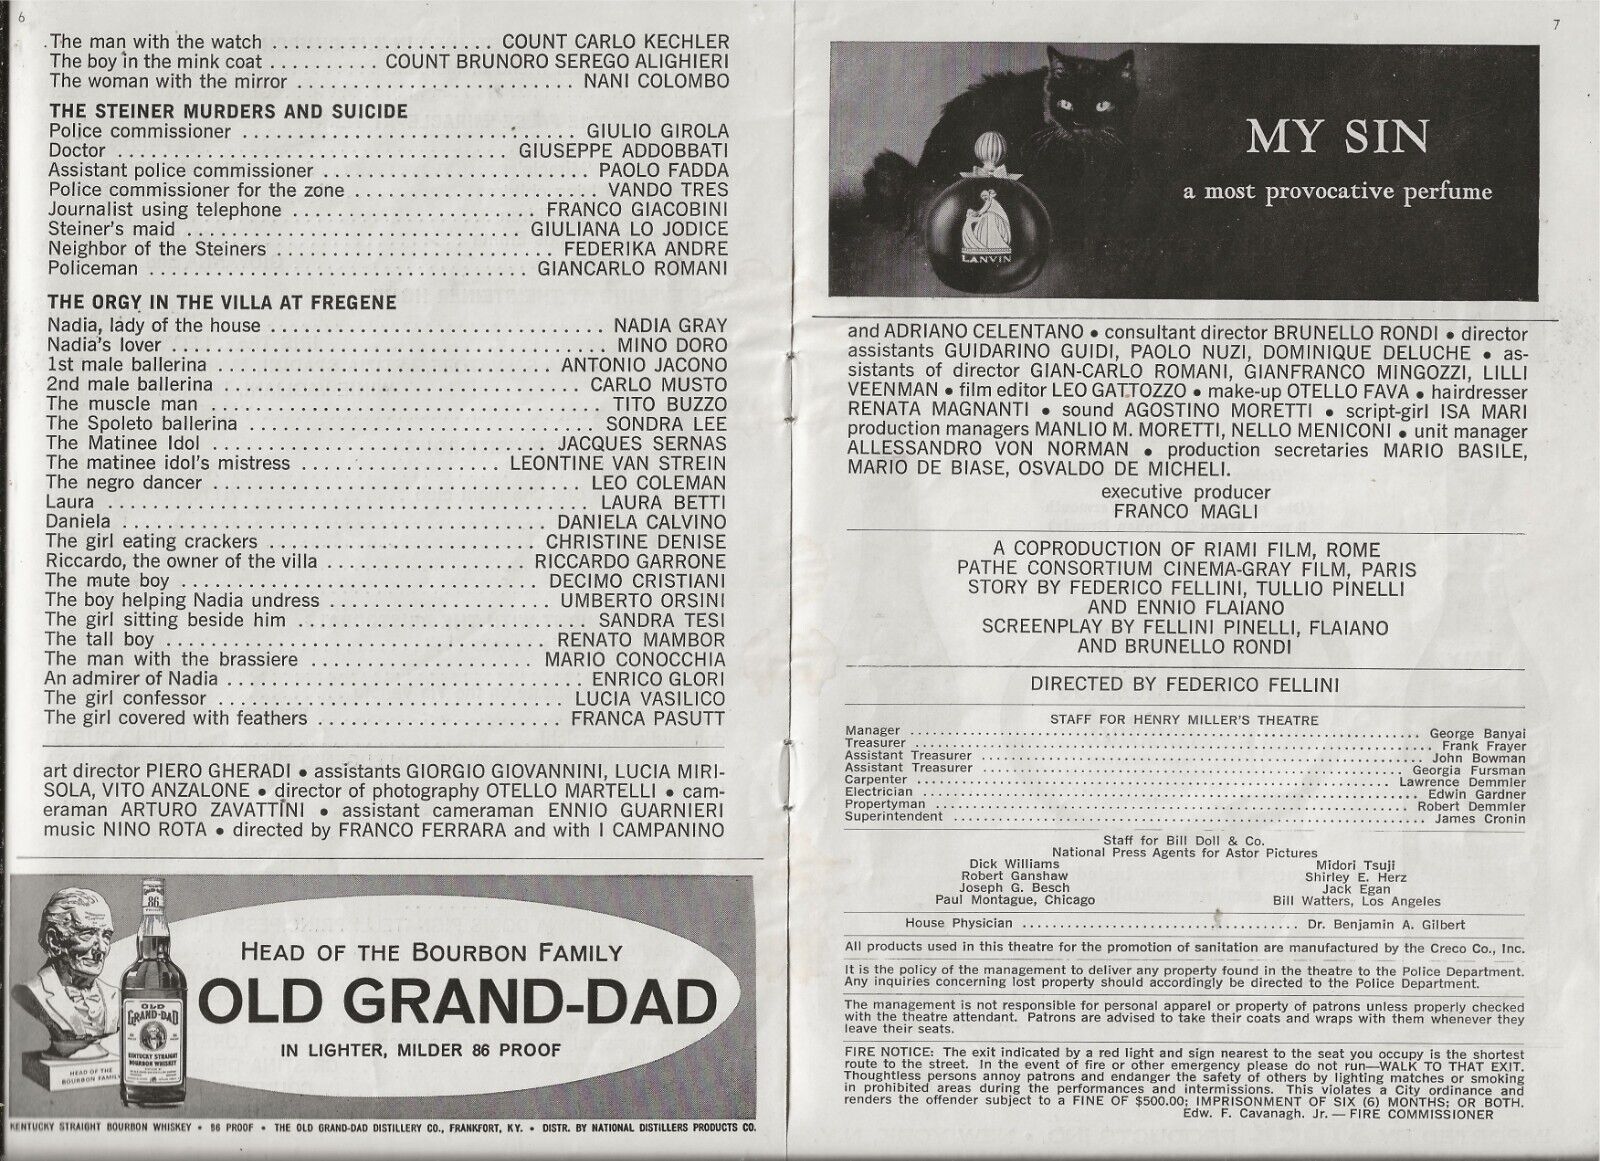 6
The man with the watch ..................... COUNT CARLO KECHLER
The boy in the mink coat .......... COUNT BRUNORO SEREGO ALIGHIERI
The woman with the mirror .......................... NANI COLOMBO
THE STEINER MURDERS AND SUICIDE
Police commissioner ................................ GIULIO GIROLA
Doctor ..................................... GIUSEPPE ADDOBBATI
Assistant police commissioner ......................... PAOLO FADDA
Police commissioner for the zone ....................... VANDO TRES
Journalist using telephone ....................... FRANCO GIACOBINI
Steiner's maid ................................ GIULIANA LO JODICE
Neighbor of the Steiners .......................... FEDERIKA ANDRE
Policeman ..................................... GIANCARLO ROMANI
THE ORGY IN THE VILLA AT FREGENE
Nadia, lady of the house ................................ NADIA GRAY
Nadia's lover .......................................... MINO DORO
1st male ballerina ................................ ANTONIO JACONO
2nd male ballerina .................................. CARLO MUSTO
The muscle man ...................................... TITO BUZZO
The Spoleto ballerina .................................. SONDRA LEE
The Matinee Idol ................................. JACQUES SERNAS
The matinee idol's mistress ................... LEONTINE VAN STREIN
The negro dancer ................................... LEO COLEMAN
Laura ............................................. LAURA BETTI
Daniela ........................................ DANIELA CALVINO
The girl eating crackers ......................... CHRISTINE DENISE
Riccardo, the owner of the villa .................. RICCARDO GARRONE
The mute boy ................................... DECIMO CRISTIANI
The boy helping Nadia undress .................... UMBERTO ORSINI
The girl sitting beside him ........................... SANDRA TESI
The tall boy ..................................... RENATO MAMBOR
The man with the brassiere .................... MARIO CONOCCHIA
An admirer of Nadia ................................. ENRICO GLORI
The girl confessor ................................ LUCIA VASILICO
The girl covered with feathers ....................... FRANCA PASUTT
art director PIERO GHERADI • assistants GIORGIO GIOVANNINI, LUCIA MIRI-
SOLA, VITO ANZALONE • director of photography OTELLO MARTELLI • cam-
eraman ARTURO ZAVATTINI • assistant cameraman ENNIO GUARNIERI
music NINO ROTA • directed by FRANCO FERRARA and with I CAMPANINO
86
OLD
GRAND-DAD
KENTUCKY STRAIGHT
BOURBON WHISKEY
HEAD OF THE
BOURBON FAMILY
HEAD OF THE BOURBON FAMILY
OLD GRAND-DAD
IN LIGHTER, MILDER 86 PROOF
KENTUCKY STRAIGHT BOURBON WHISKEY • 86 PROOF • THE OLD GRAND-DAD DISTILLERY CO., FRANKFORT, KY. • DISTR. BY NATIONAL DISTILLERS PRODUCTS CO.
7
MY SIN
a most provocative perfume
LANVIN
and ADRIANO CELENTANO • consultant director BRUNELLO RONDI • director
assistants GUIDARINO GUIDI, PAOLO NUZI, DOMINIQUE DELUCHE • as-
sistants of director GIAN-CARLO ROMANI, GIANFRANCO MINGOZZI, LILLI
VEENMAN • film editor LEO GATTOZZO • make-up OTELLO FAVA • hairdresser
RENATA MAGNANTI • sound AGOSTINO MORETTI • script-girl ISA MARI
production managers MANLIO M. MORETTI, NELLO MENICONI • unit manager
ALLESSANDRO VON NORMAN • production secretaries MARIO BASILE,
MARIO DE BIASE, OSVALDO DE MICHELI.
executive producer
FRANCO MAGLI
A COPRODUCTION OF RIAMI FILM, ROME
PATHE CONSORTIUM CINEMA-GRAY FILM, PARIS
STORY BY FEDERICO FELLINI, TULLIO PINELLI
AND ENNIO FLAIANO
SCREENPLAY BY FELLINI PINELLI, FLAIANO
AND BRUNELLO RONDI
DIRECTED BY FEDERICO FELLINI
STAFF FOR HENRY MILLER'S THEATRE
Manager ............................................ George Banyai
Treasurer ............................................ Frank Frayer
Assistant Treasurer .................................... John Bowman
Assistant Treasurer .................................. Georgia Fursman
Carpenter ......................................... Lawrence Demmler
Electrician .......................................... Edwin Gardner
Propertyman ....................................... Robert Demmler
Superintendent ...................................... James Cronin
Staff for Bill Doll & Co.
National Press Agents for Astor Pictures
Dick Williams Midori Tsuji
Robert Ganshaw Shirley E. Herz
Joseph G. Besch Jack Egan
Paul Montague, Chicago Bill Watters, Los Angeles
House Physician ................................... Dr. Benjamin A. Gilbert
All products used in this theatre for the promotion of sanitation are manufactured by the Creco Co., Inc.
It is the policy of the management to deliver any property found in the theatre to the Police Department.
Any inquiries concerning lost property should accordingly be directed to the Police Department.
The management is not responsible for personal apparel or property of patrons unless properly checked
with the theatre attendant. Patrons are advised to take their coats and wraps with them whenever they
leave their seats.
FIRE NOTICE: The exit indicated by a red light and sign nearest to the seat you occupy is the shortest
route to the street. In the event of fire or other emergency please do not run—WALK TO THAT EXIT.
Thoughtless persons annoy patrons and endanger the safety of others by lighting matches or smoking
in prohibited areas during the performances and intermissions. This violates a City ordinance and
renders the offender subject to a FINE OF $500.00; IMPRISONMENT OF SIX (6) MONTHS; OR BOTH.
Edw. F. Cavanagh. Jr. — FIRE COMMISSIONER